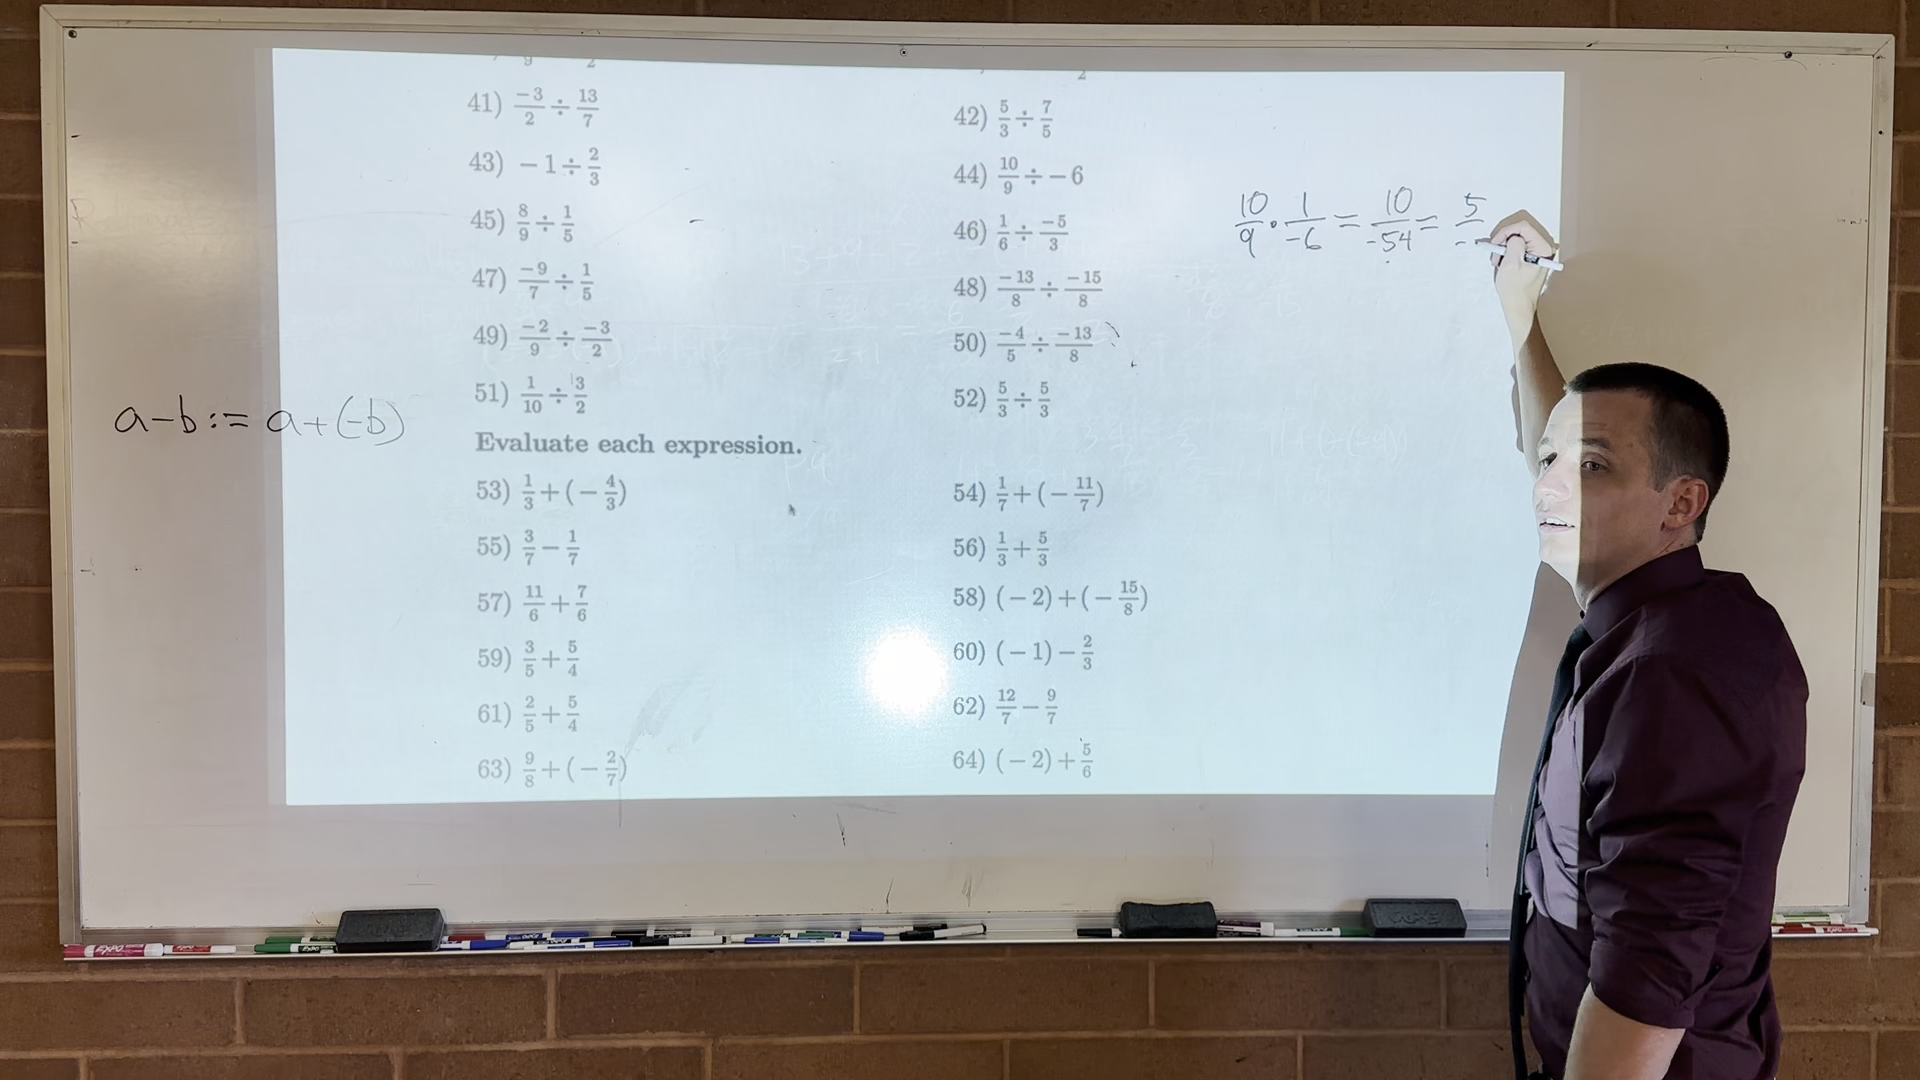 41) -3/2 ÷ 13/7
42) 5/3 ÷ 7/5
43) - 1 ÷ 2/3
44) 10/9 ÷ - 6
10/9 · 1/-6 = 10/-54 = 5/-
45) 8/9 ÷ 1/5
46) 1/6 ÷ -5/3
47) -9/7 ÷ 1/5
48) -13/8 ÷ -15/8
49) -2/9 ÷ -3/2
50) -4/5 ÷ -13/8
51) 1/10 ÷ 3/2
52) 5/3 ÷ 5/3
a-b := a+(-b)
Evaluate each expression.
53) 1/3 + (- 4/3)
54) 1/7 + (- 11/7)
55) 3/7 - 1/7
56) 1/3 + 5/3
57) 11/6 + 7/6
58) (- 2) + (- 15/8)
59) 3/5 + 5/4
60) (- 1) - 2/3
61) 2/5 + 5/4
62) 12/7 - 9/7
63) 9/8 + (- 2/7)
64) (- 2) + 5/6
EXPO